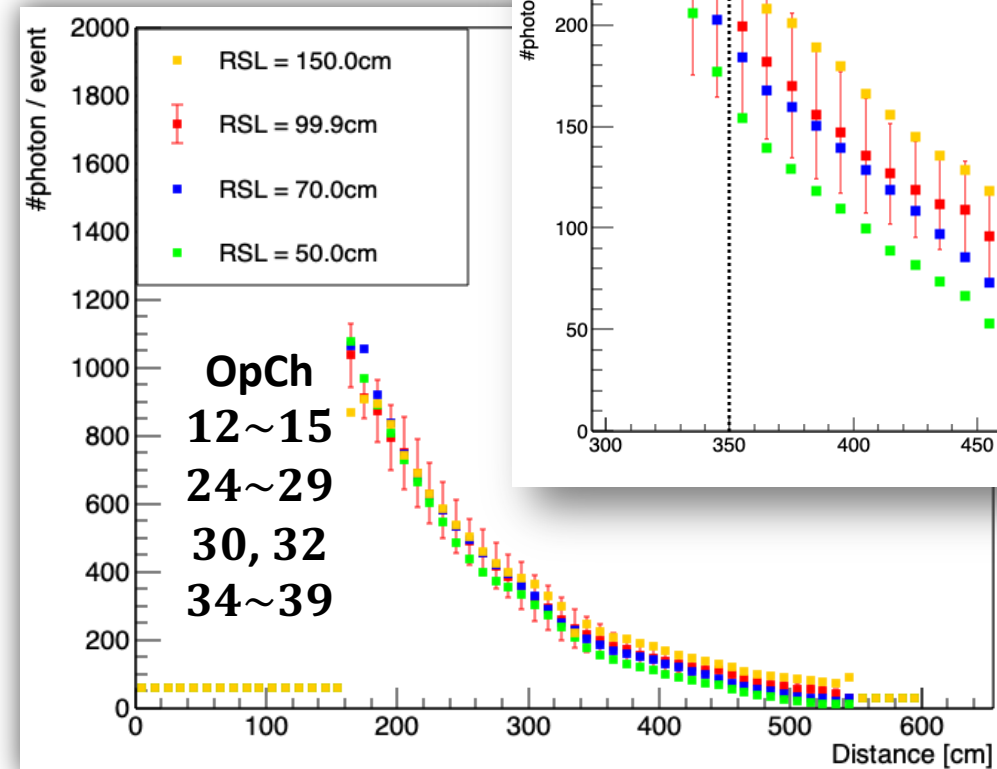 #photon / event
2000
1800
1600
1400
1200
1000
800
600
400
200
0
RSL = 150.0cm
RSL = 99.9cm
RSL = 70.0cm
RSL = 50.0cm
OpCh
12~15
24~29
30, 32
34~39
0 100 200 300 400 500 600
Distance [cm]
#photo
200
150
100
50
0
300 350 400 450